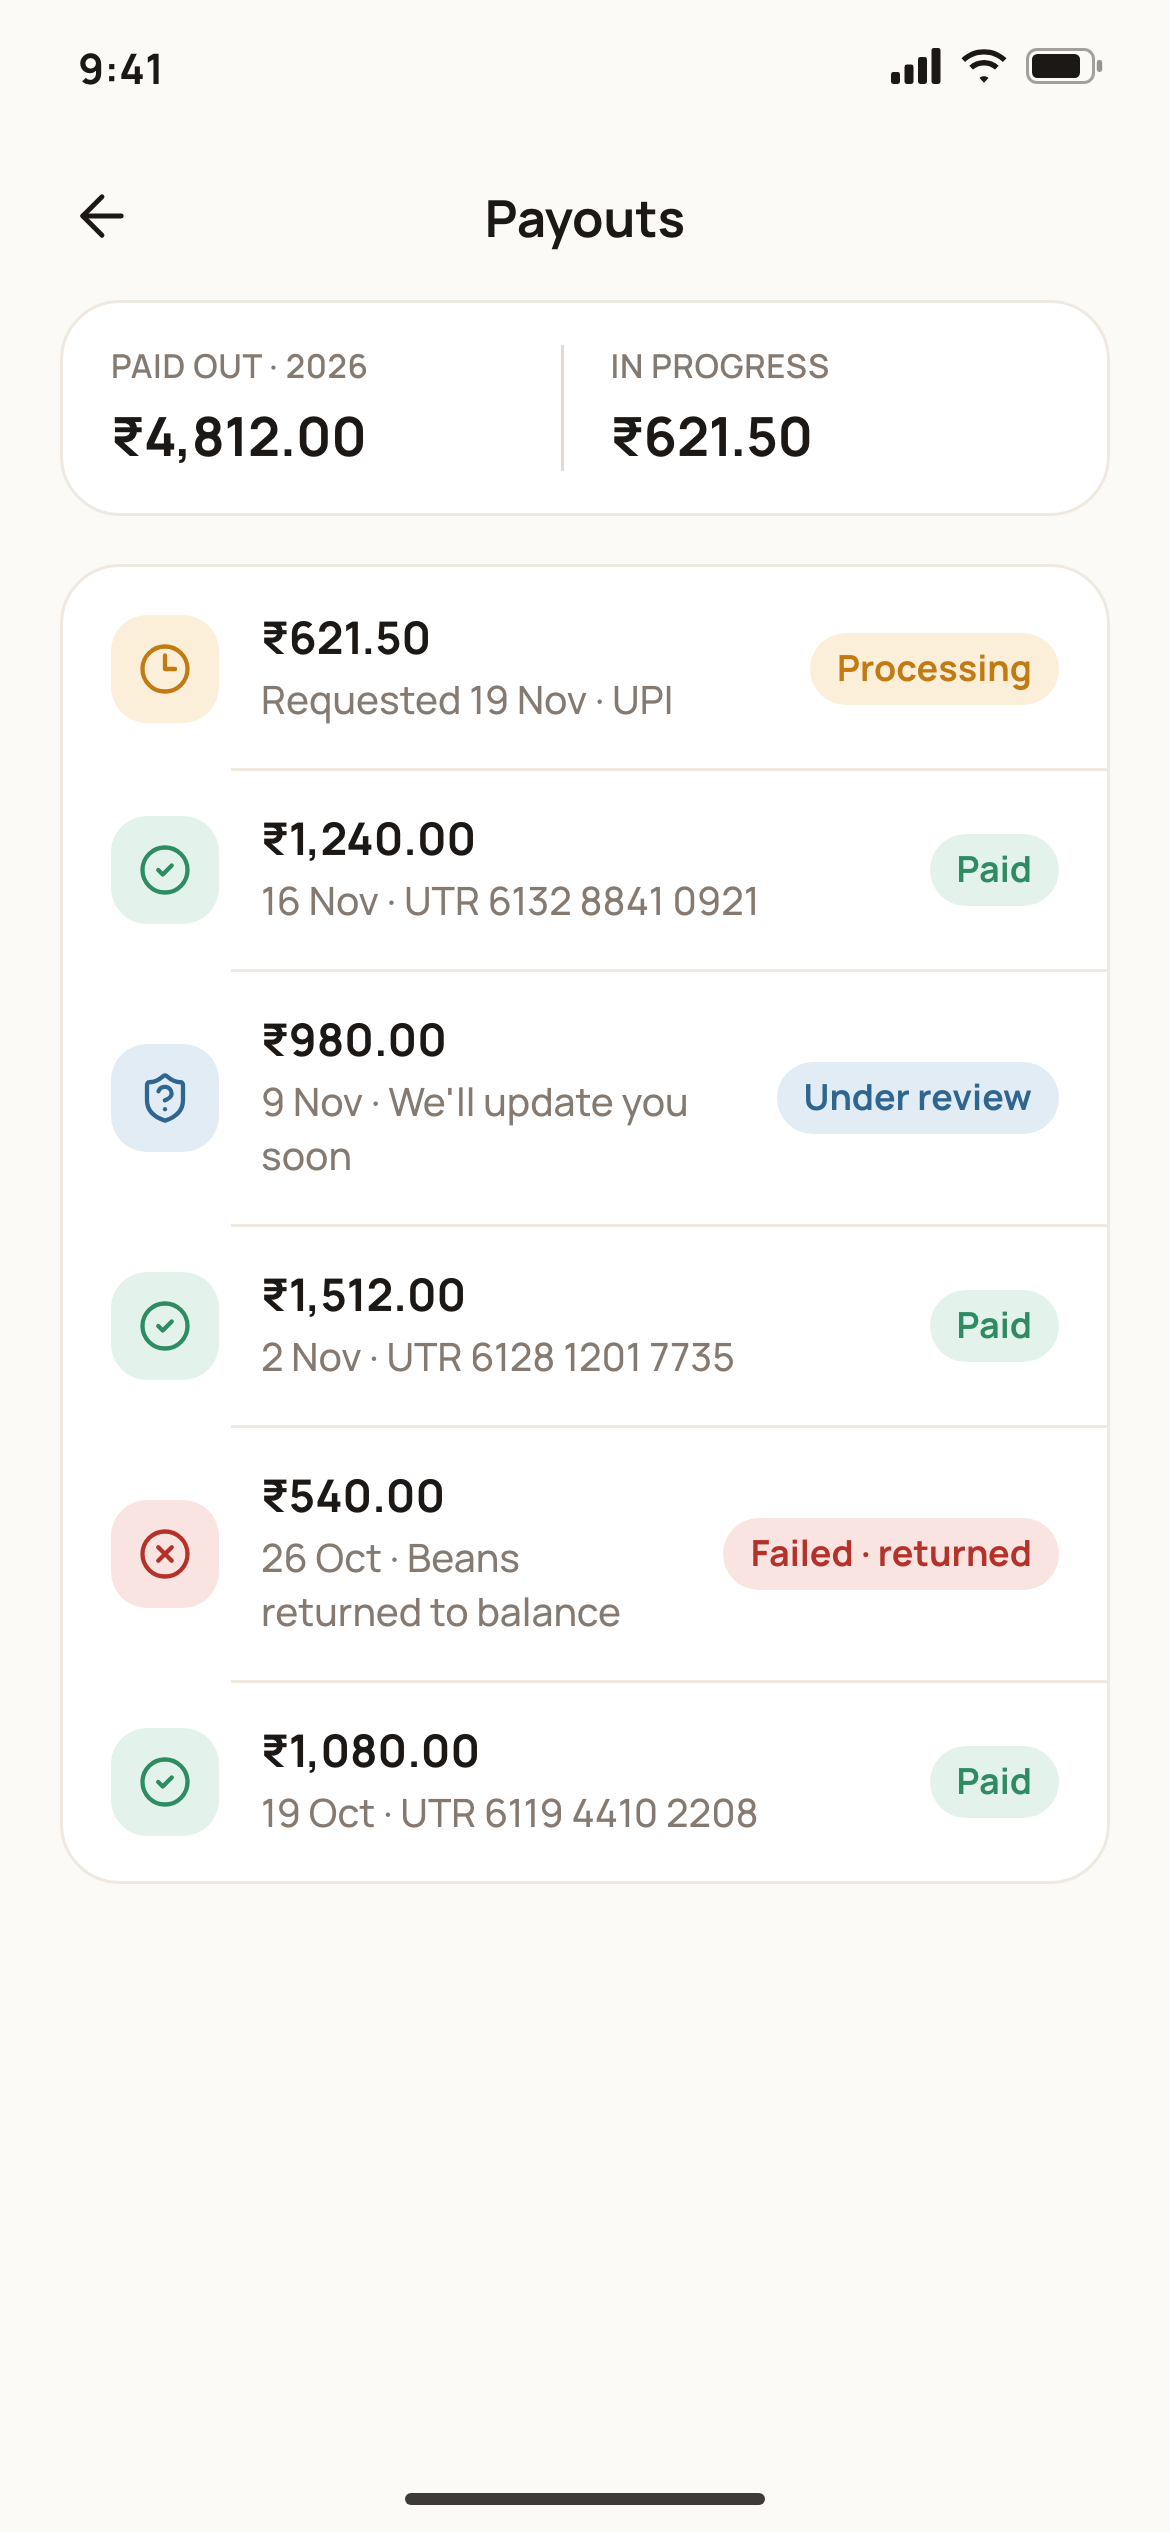 9:41
Payouts
PAID OUT · 2026
₹4,812.00
IN PROGRESS
₹621.50
₹621.50
Requested 19 Nov · UPI
Processing
₹1,240.00
16 Nov · UTR 6132 8841 0921
Paid
₹980.00
9 Nov · We'll update you
soon
Under review
₹1,512.00
2 Nov · UTR 6128 1201 7735
Paid
₹540.00
26 Oct · Beans
returned to balance
Failed · returned
₹1,080.00
19 Oct · UTR 6119 4410 2208
Paid